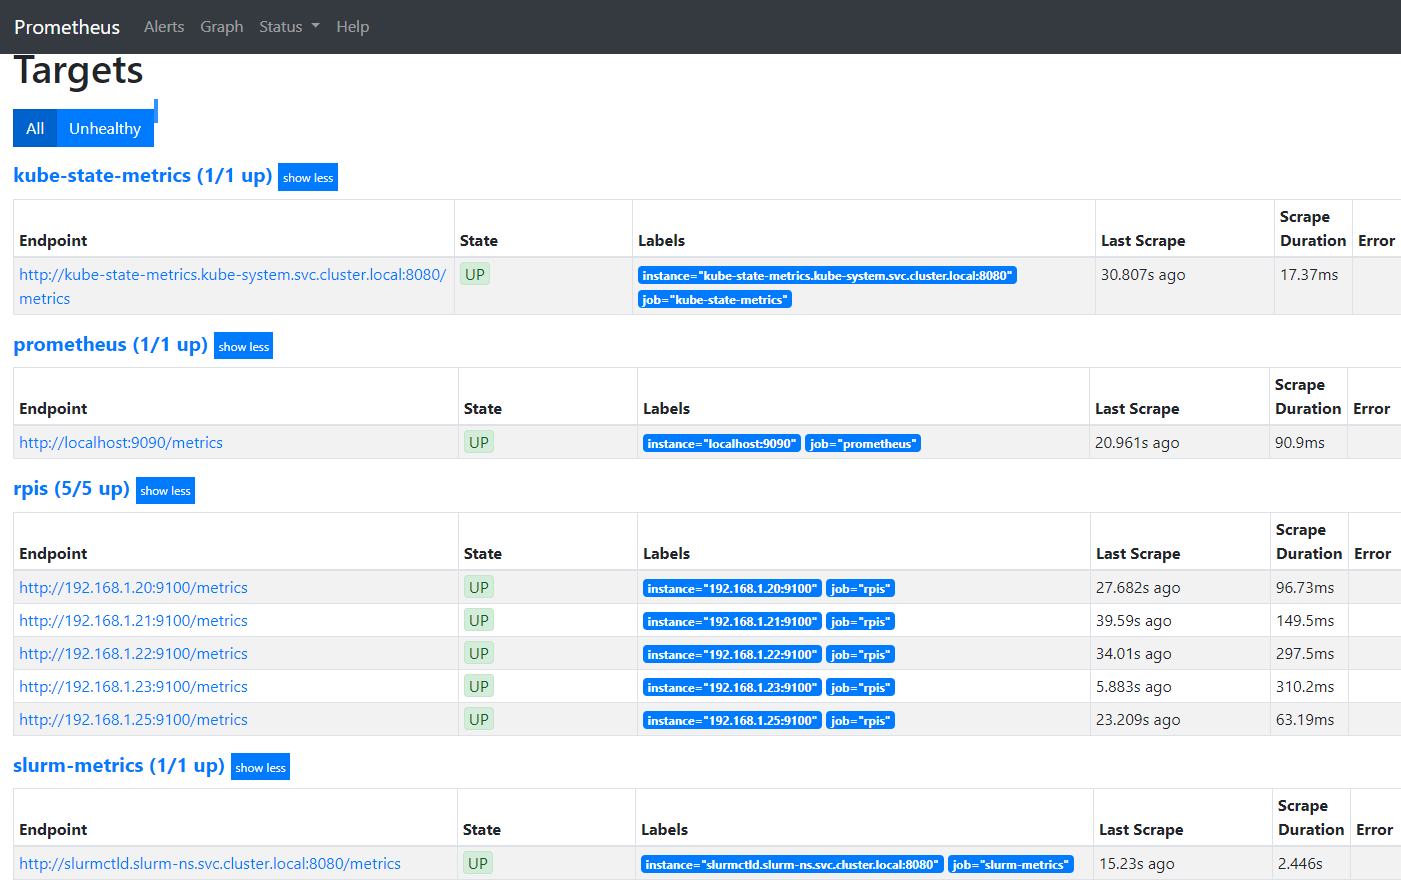 Prometheus Alerts Graph Status Help
Targets
All Unhealthy
kube-state-metrics (1/1 up) show less
Endpoint State Labels Last Scrape Scrape Duration Error
http://kube-state-metrics.kube-system.svc.cluster.local:8080/metrics UP instance="kube-state-metrics.kube-system.svc.cluster.local:8080" job="kube-state-metrics" 30.807s ago 17.37ms
prometheus (1/1 up) show less
Endpoint State Labels Last Scrape Scrape Duration Error
http://localhost:9090/metrics UP instance="localhost:9090" job="prometheus" 20.961s ago 90.9ms
rpis (5/5 up) show less
Endpoint State Labels Last Scrape Scrape Duration Error
http://192.168.1.20:9100/metrics UP instance="192.168.1.20:9100" job="rpis" 27.682s ago 96.73ms
http://192.168.1.21:9100/metrics UP instance="192.168.1.21:9100" job="rpis" 39.59s ago 149.5ms
http://192.168.1.22:9100/metrics UP instance="192.168.1.22:9100" job="rpis" 34.01s ago 297.5ms
http://192.168.1.23:9100/metrics UP instance="192.168.1.23:9100" job="rpis" 5.883s ago 310.2ms
http://192.168.1.25:9100/metrics UP instance="192.168.1.25:9100" job="rpis" 23.209s ago 63.19ms
slurm-metrics (1/1 up) show less
Endpoint State Labels Last Scrape Scrape Duration Error
http://slurmctld.slurm-ns.svc.cluster.local:8080/metrics UP instance="slurmctld.slurm-ns.svc.cluster.local:8080" job="slurm-metrics" 15.23s ago 2.446s